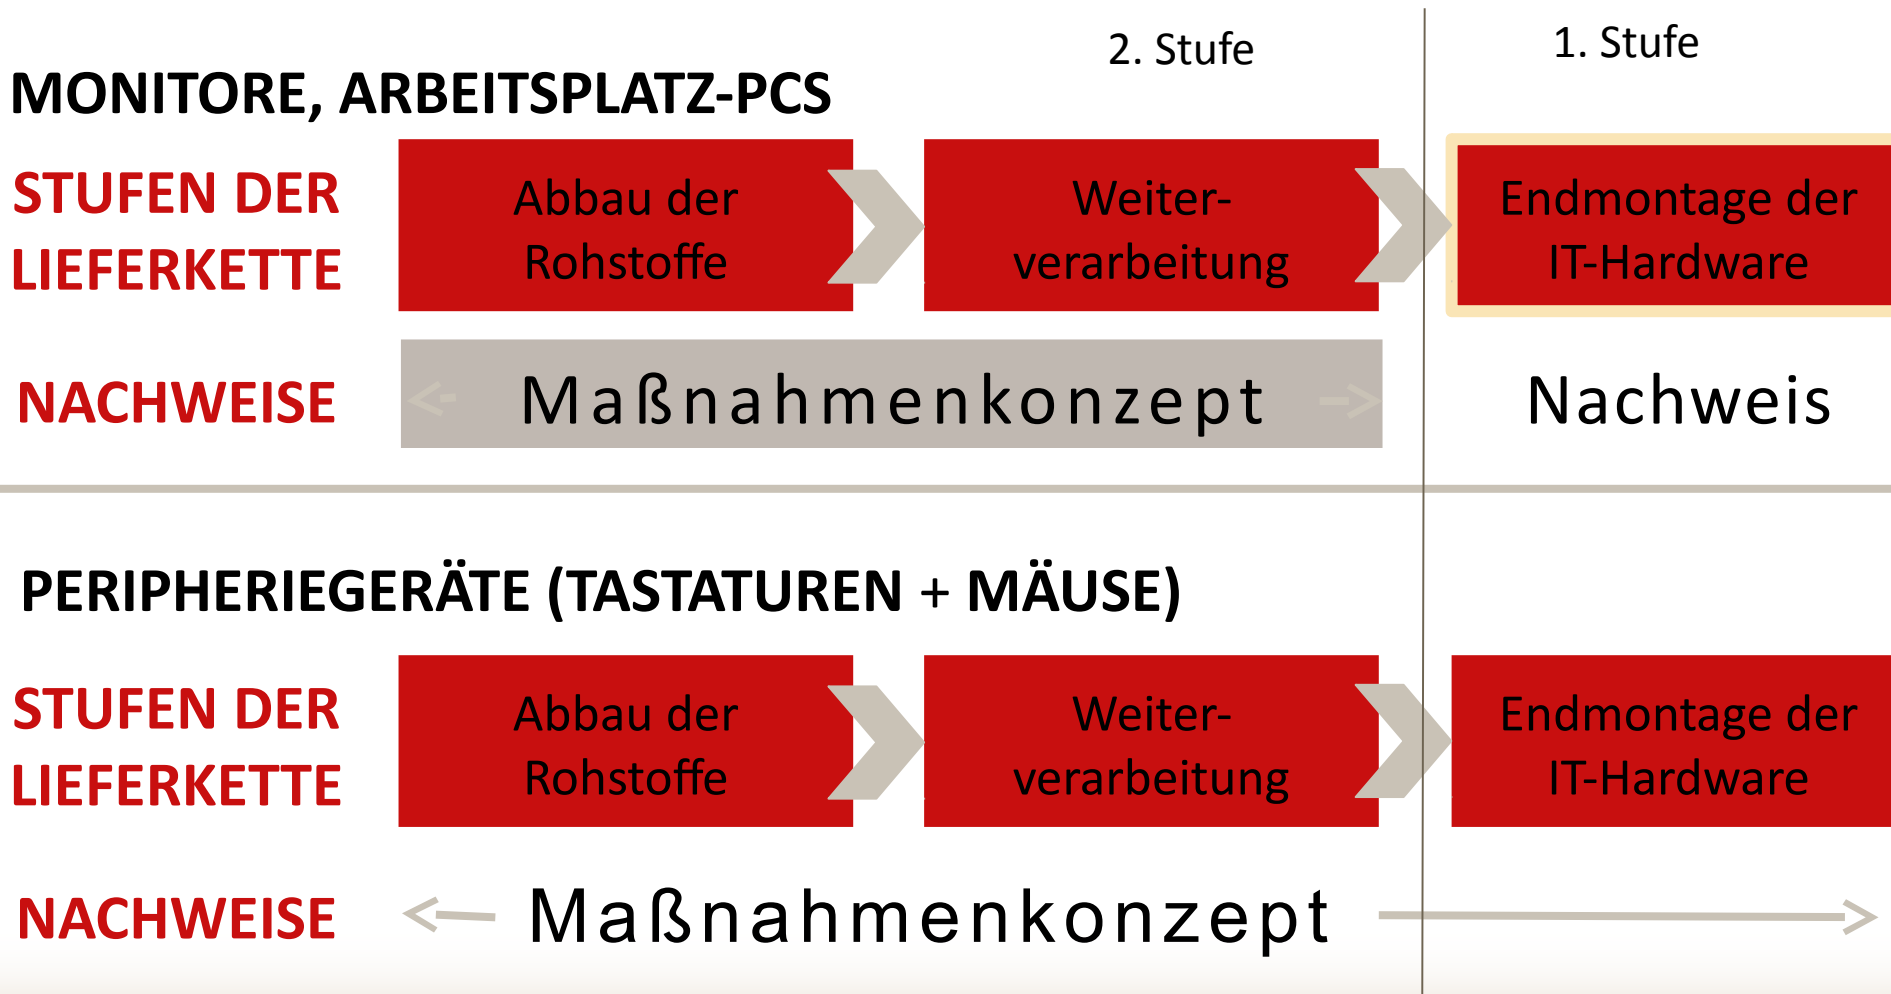 2. Stufe
1. Stufe
MONITORE, ARBEITSPLATZ-PCS
STUFEN DER
LIEFERKETTE
Abbau der
Rohstoffe
Weiter-
verarbeitung
Endmontage der
IT-Hardware
NACHWEISE
Maßnahmenkonzept
Nachweis
PERIPHERIEGERÄTE (TASTATUREN + MÄUSE)
STUFEN DER
LIEFERKETTE
Abbau der
Rohstoffe
Weiter-
verarbeitung
Endmontage der
IT-Hardware
NACHWEISE
Maßnahmenkonzept